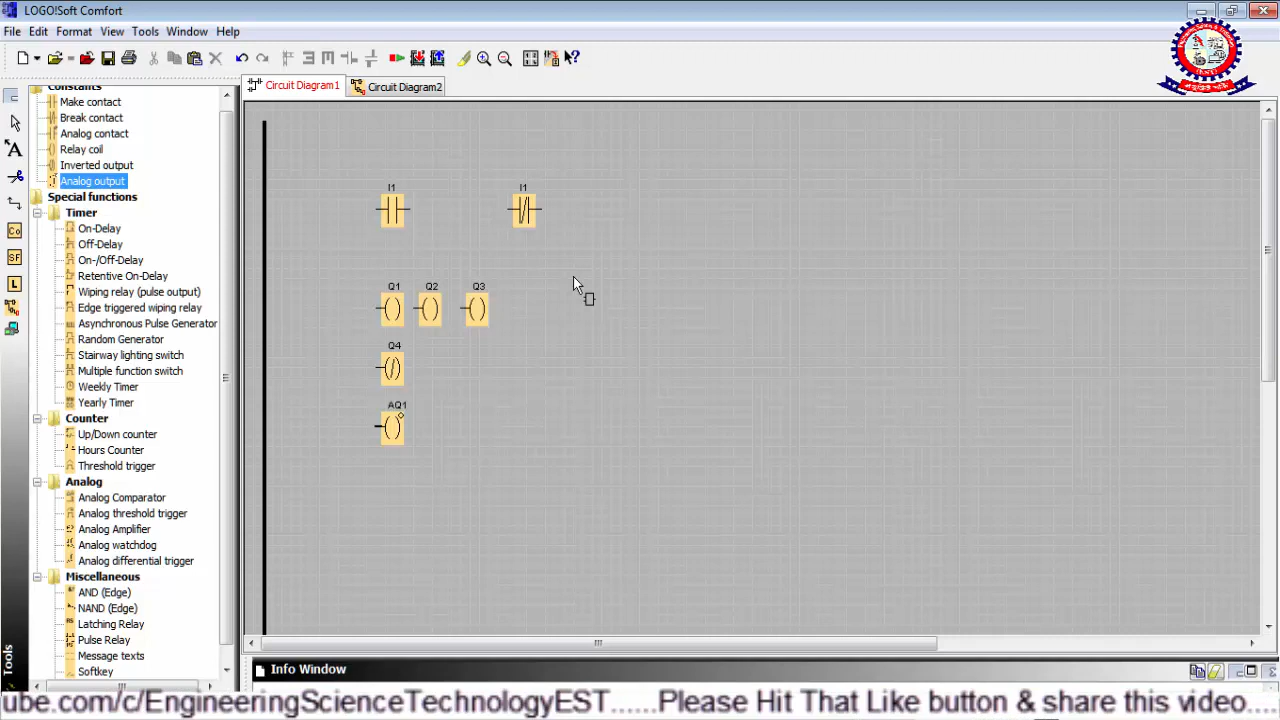 LOGO!Soft Comfort
File Edit Format View Tools Window Help
Circuit Diagram1
Circuit Diagram2
Constants
Make contact
Break contact
Analog contact
Relay coil
Inverted output
Analog output
Special functions
Timer
On-Delay
Off-Delay
On-/Off-Delay
Retentive On-Delay
Wiping relay (pulse output)
Edge triggered wiping relay
Asynchronous Pulse Generator
Random Generator
Stairway lighting switch
Multiple function switch
Weekly Timer
Yearly Timer
Counter
Up/Down counter
Hours Counter
Threshold trigger
Analog
Analog Comparator
Analog threshold trigger
Analog Amplifier
Analog watchdog
Analog differential trigger
Miscellaneous
AND (Edge)
NAND (Edge)
Latching Relay
Pulse Relay
Message texts
Softkey
Co
SF
L
Tools
I1 I1
Q1 Q2 Q3
Q4
AQ1
Info Window
ube.com/c/EngineeringScienceTechnologyEST......Please Hit That Like button & share this video....